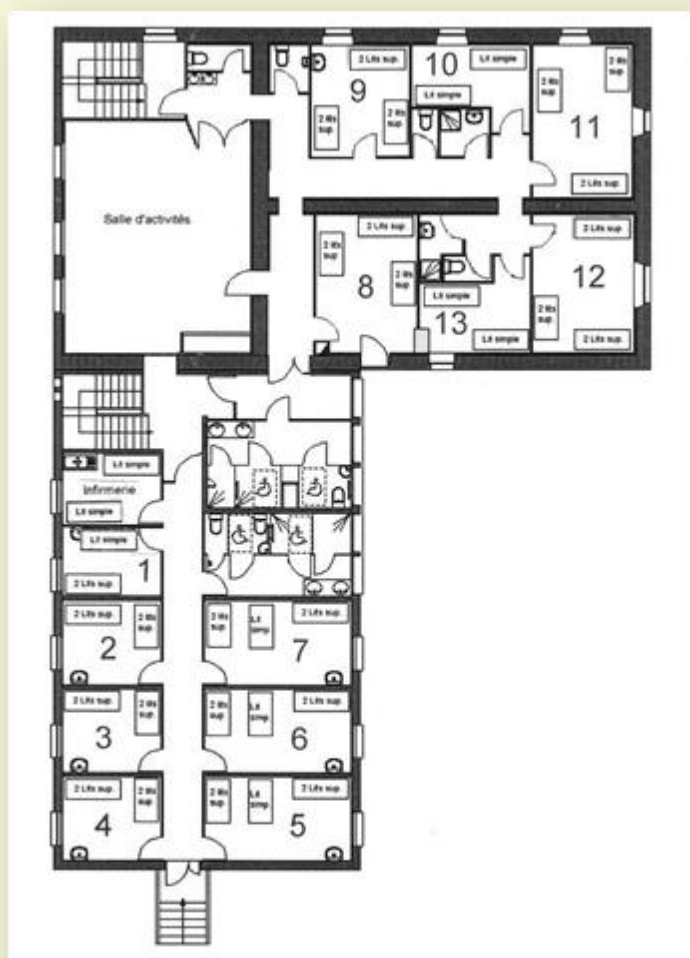 2 Lits sup.
2 lits
sup
2 lits
sup.
9
10
Lit simple
Lit simple
2 lits
sup
2 lits
sup.
11
2 Lits sup.
Salle d'activités
2 Lits sup.
2 lits
sup
2 lits
sup
8
Lit simple
13
Lit simple
2 Lits sup.
12
2 lits
sup.
2 Lits sup.
Lit simple
Infirmerie
Lit simple
Lit simple
1
2 Lits sup.
2 Lits sup.
2 lits
sup.
2
2 lits
sup
Lit
simp
2 Lits sup.
7
2 Lits sup.
2 lits
sup.
3
2 lits
sup
Lit
simp.
2 Lits sup.
6
2 Lits sup.
2 lits
sup
4
2 lits
sup
Lit
simp.
2 Lits sup.
5